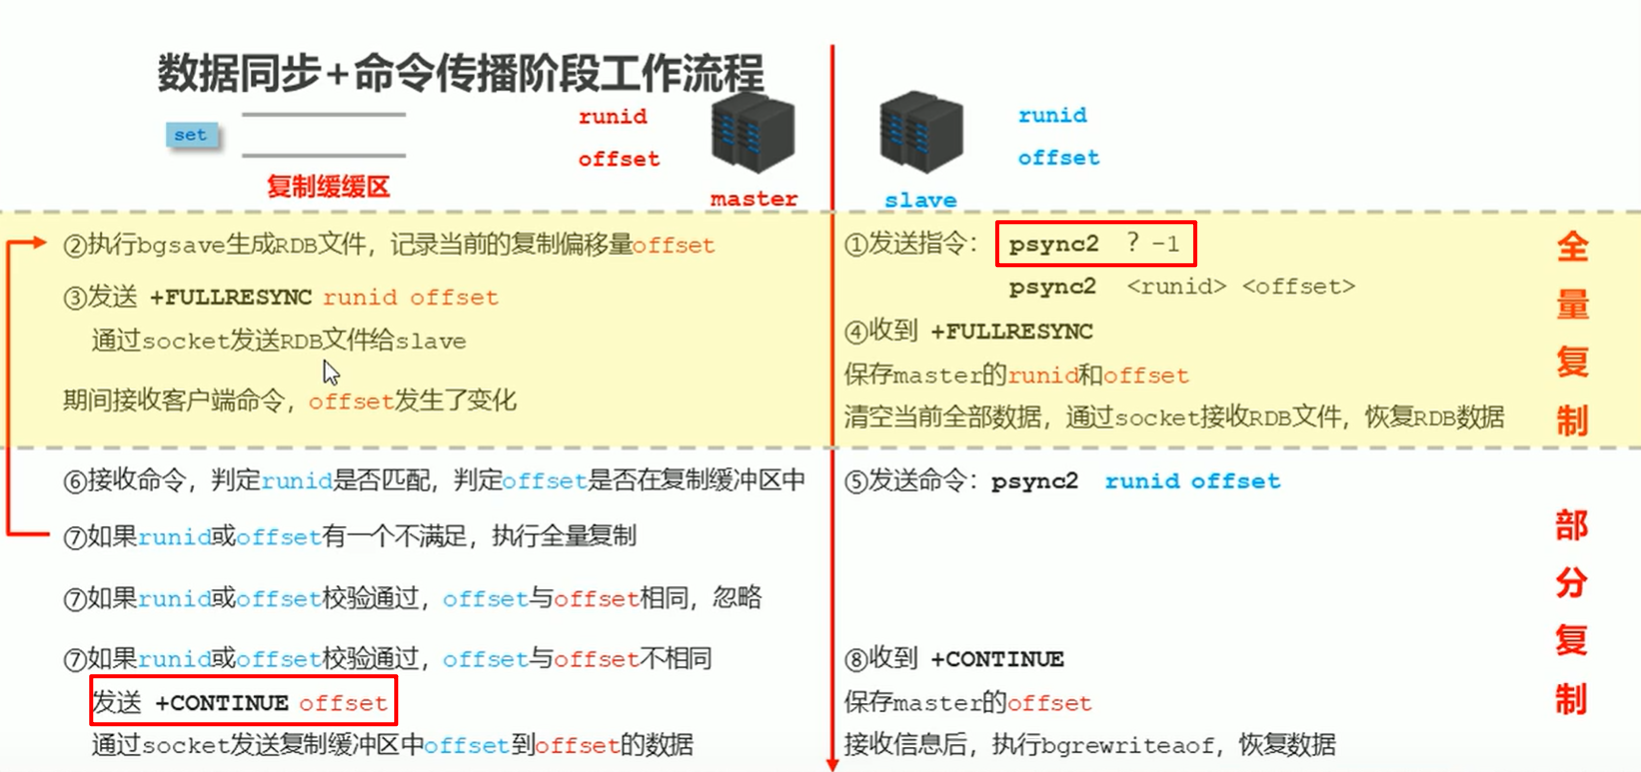 数据同步+命令传播阶段工作流程
set
复制缓缓区
runid
offset
master
slave
runid
offset
②执行bgsave生成RDB文件，记录当前的复制偏移量offset
③发送 +FULLRESYNC runid offset
通过socket发送RDB文件给slave
期间接收客户端命令，offset发生了变化
①发送指令： psync2 ? -1
psync2 <runid> <offset>
④收到 +FULLRESYNC
保存master的runid和offset
清空当前全部数据，通过socket接收RDB文件，恢复RDB数据
全
量
复
制
⑥接收命令，判定runid是否匹配，判定offset是否在复制缓冲区中
⑦如果runid或offset有一个不满足，执行全量复制
⑦如果runid或offset校验通过，offset与offset相同，忽略
⑦如果runid或offset校验通过，offset与offset不相同
发送 +CONTINUE offset
通过socket发送复制缓冲区中offset到offset的数据
⑤发送命令： psync2 runid offset
⑧收到 +CONTINUE
保存master的offset
接收信息后，执行bgrewriteaof，恢复数据
部
分
复
制